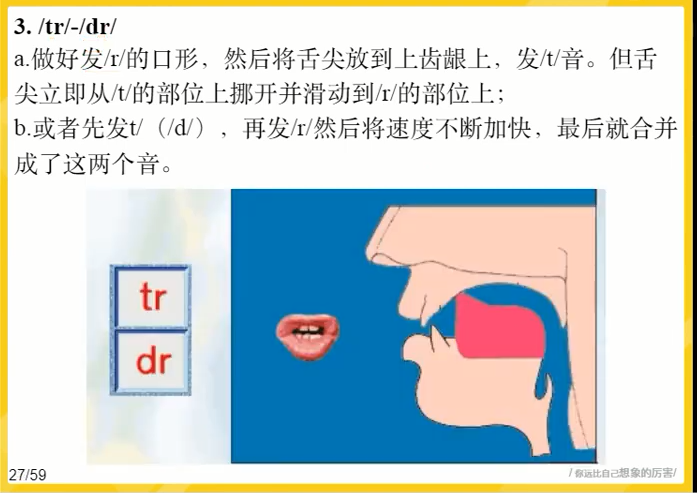 3. /tr/-/dr/
a.做好发/r/的口形，然后将舌尖放到上齿龈上，发/t/音。但舌
尖立即从/t/的部位上挪开并滑动到/r/的部位上；
b.或者先发t/（/d/），再发/r/然后将速度不断加快，最后就合并
成了这两个音。
tr
dr
27/59
/ 你远比自己想象的厉害/